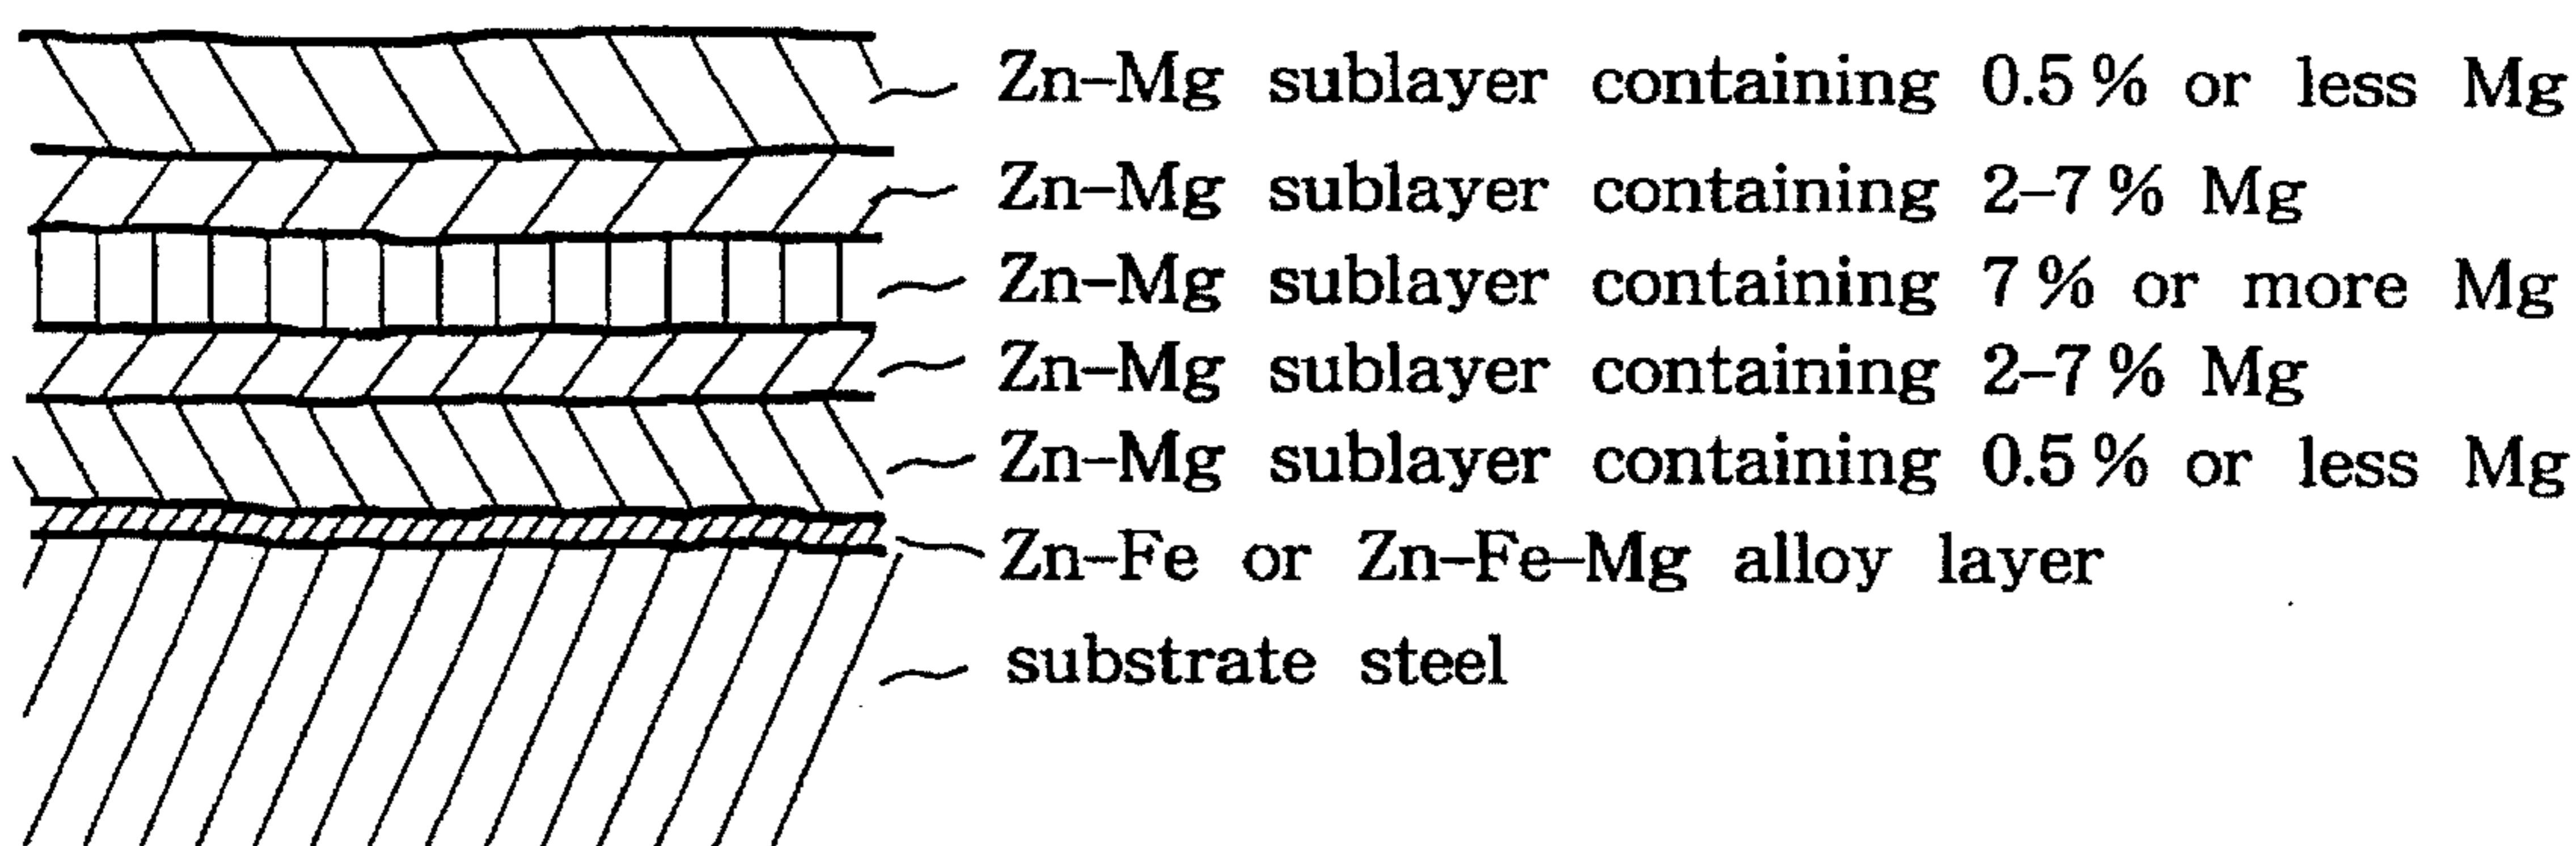 Zn-Mg sublayer containing 0.5% or less Mg
Zn-Mg sublayer containing 2-7% Mg
Zn-Mg sublayer containing 7% or more Mg
Zn-Mg sublayer containing 2-7% Mg
Zn-Mg sublayer containing 0.5% or less Mg
Zn-Fe or Zn-Fe-Mg alloy layer
substrate steel